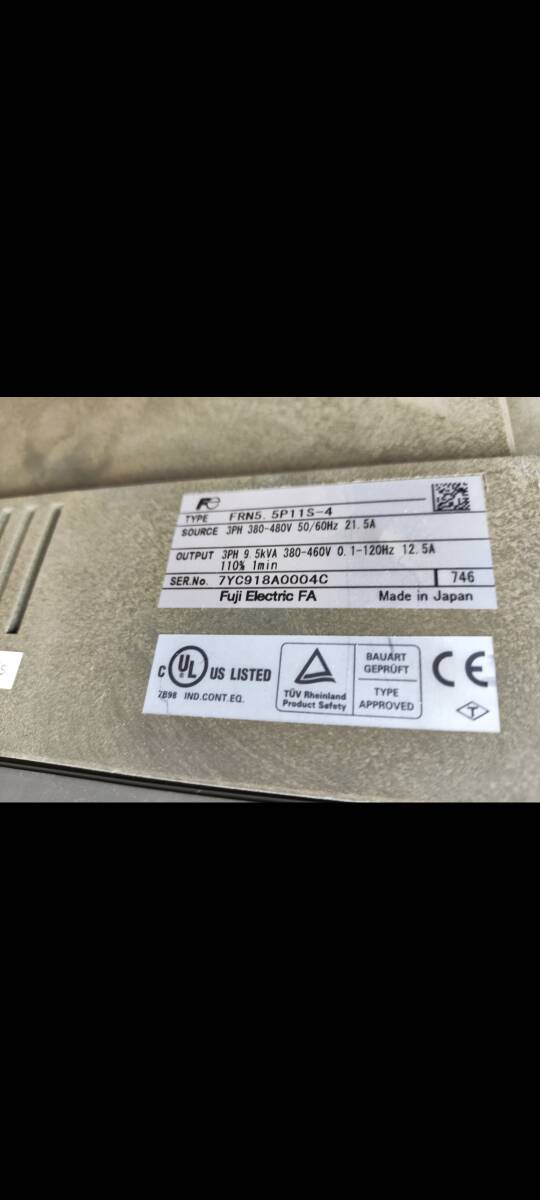 Fe
TYPE FRN5.5P11S-4
SOURCE 3PH 380-480V 50/60Hz 21.5A
OUTPUT 3PH 9.5kVA 380-460V 0.1-120Hz 12.5A
110% 1min
SER.No. 7YC918A0004C 746
Fuji Electric FA Made in Japan
C UL US LISTED
2B98 IND.CONT.EQ.
TÜV Rheinland
Product Safety
BAUART
GEPRÜFT
TYPE
APPROVED
CE
T
S